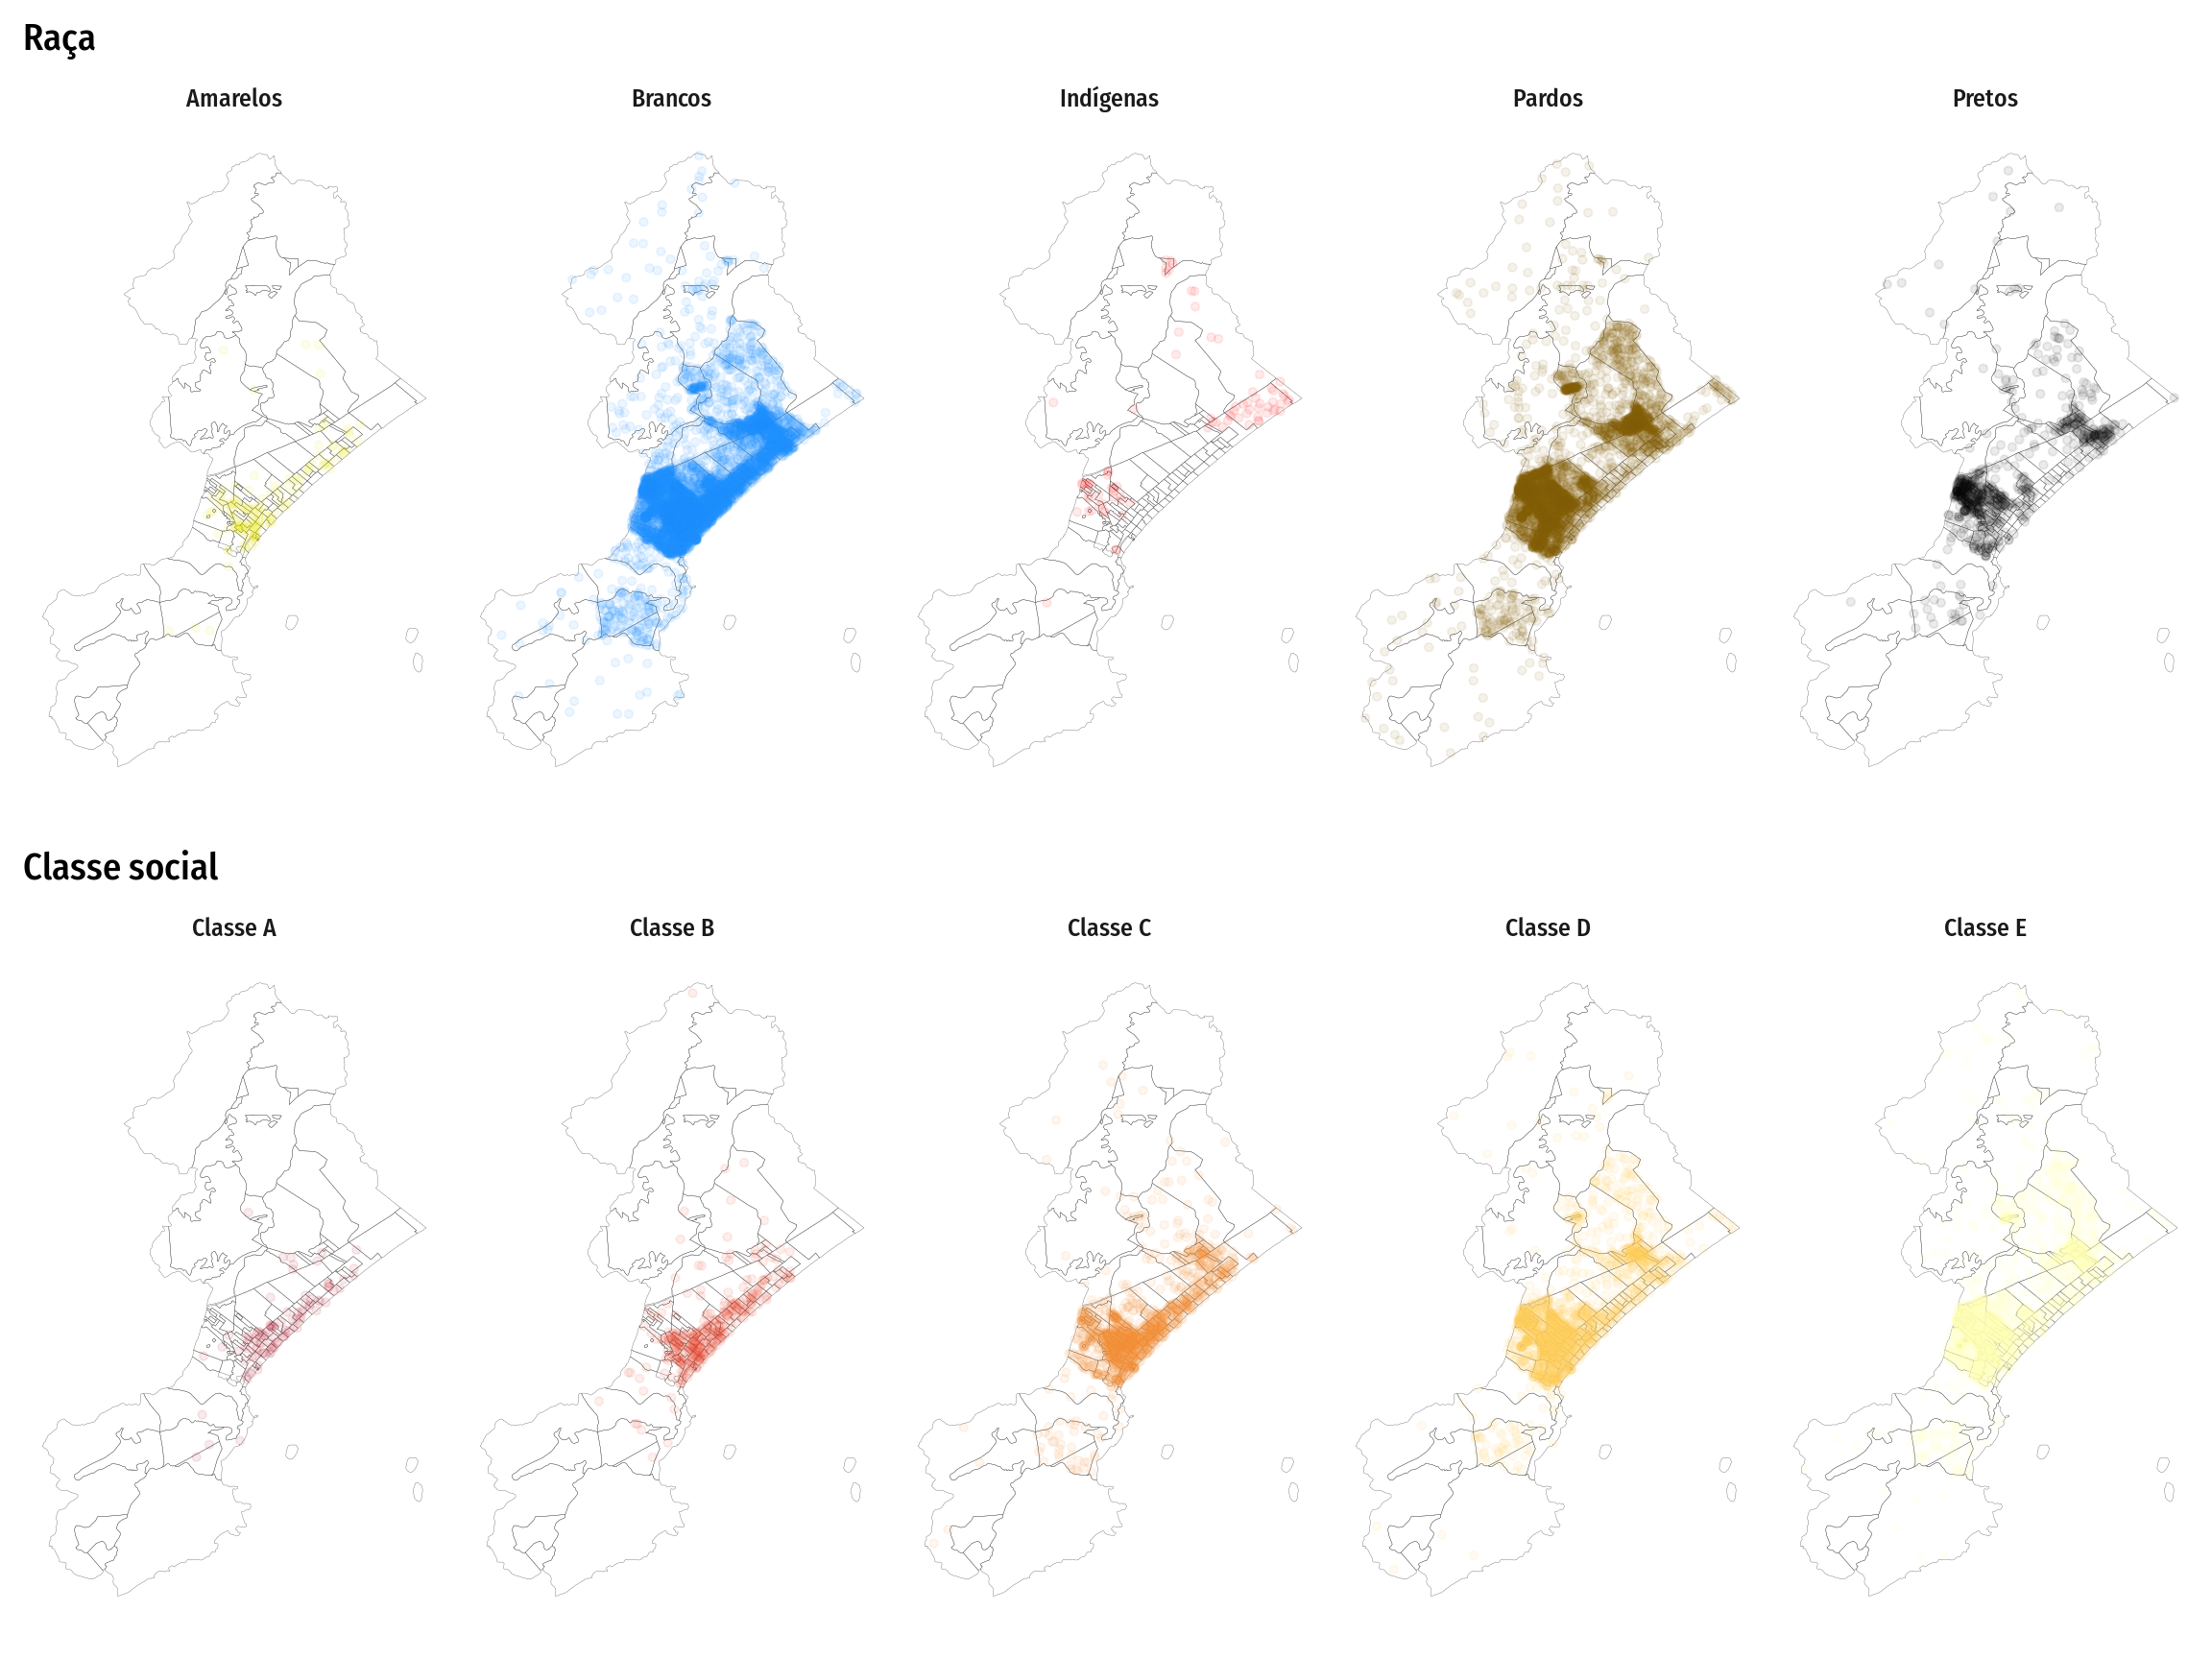 Raça
Amarelos
Brancos
Indígenas
Pardos
Pretos
Classe social
Classe A
Classe B
Classe C
Classe D
Classe E